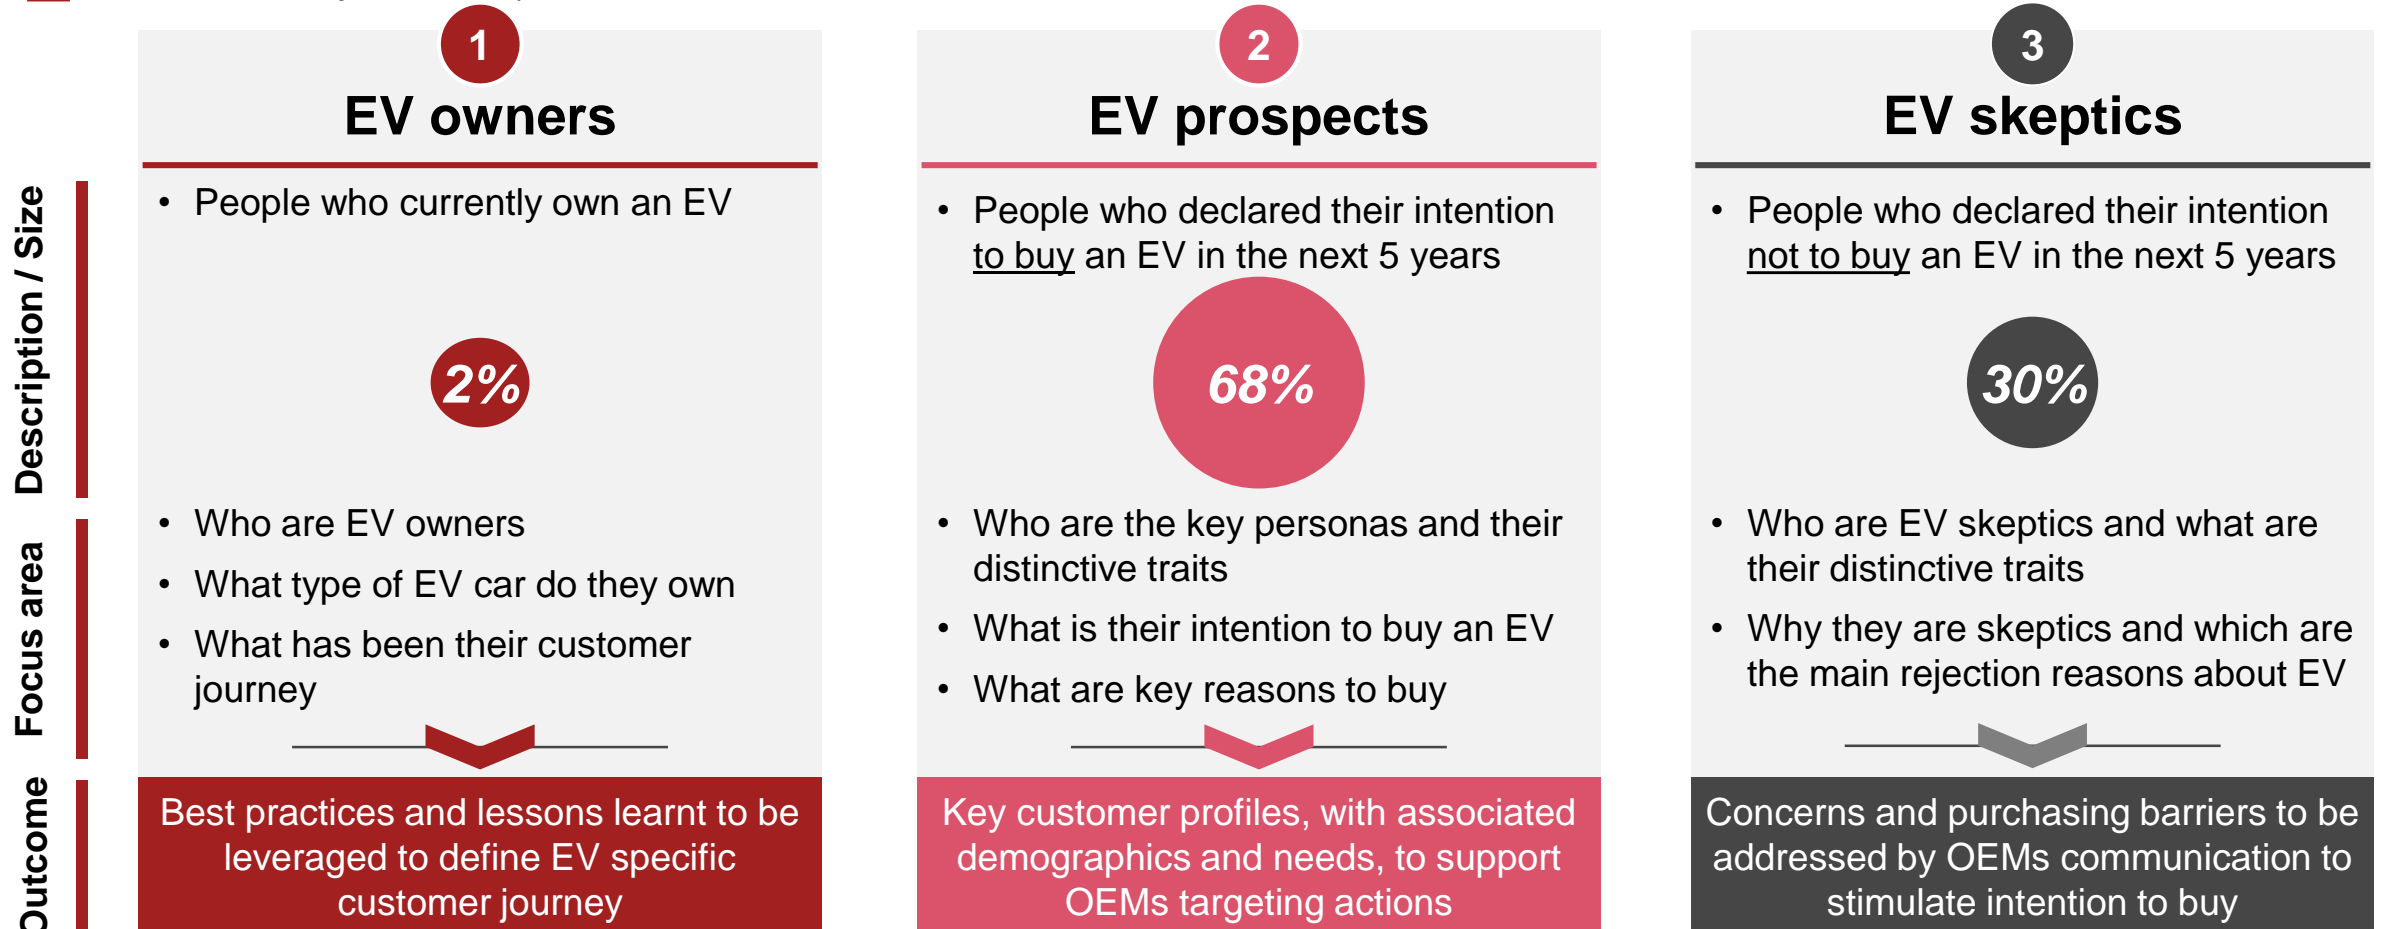 1
EV owners
2
EV prospects
3
EV skeptics
Description / Size
• People who currently own an EV
2%
• People who declared their intention
to buy an EV in the next 5 years
68%
• People who declared their intention
not to buy an EV in the next 5 years
30%
Focus area
• Who are EV owners
• What type of EV car do they own
• What has been their customer
journey
• Who are the key personas and their
distinctive traits
• What is their intention to buy an EV
• What are key reasons to buy
• Who are EV skeptics and what are
their distinctive traits
• Why they are skeptics and which are
the main rejection reasons about EV
Outcome
Best practices and lessons learnt to be
leveraged to define EV specific
customer journey
Key customer profiles, with associated
demographics and needs, to support
OEMs targeting actions
Concerns and purchasing barriers to be
addressed by OEMs communication to
stimulate intention to buy